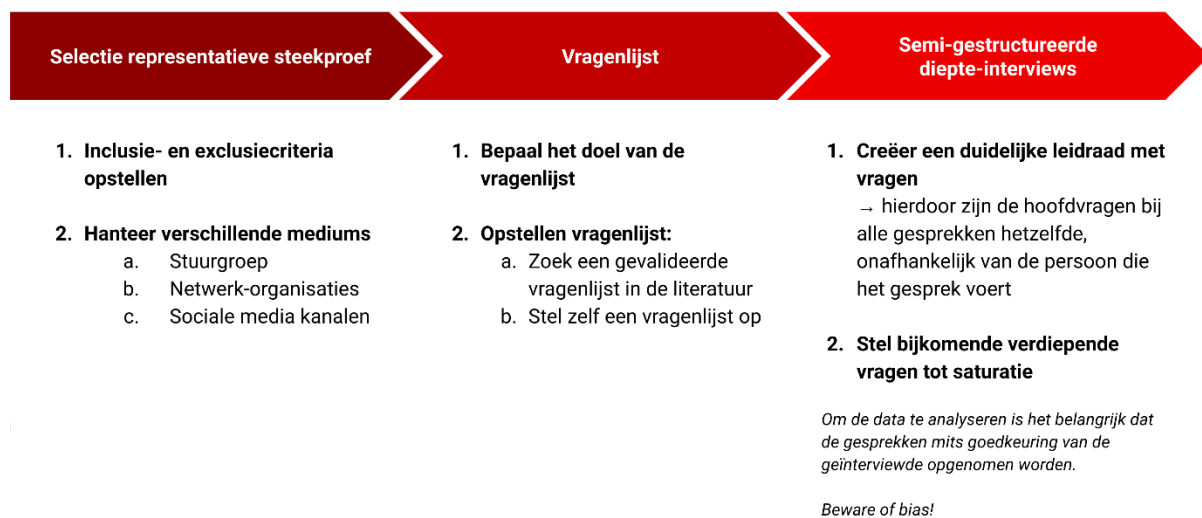 Selectie representatieve steekproef
Vragenlijst
Semi-gestructureerde
diepte-interviews
1. Inclusie- en exclusiecriteria
opstellen
2. Hanteer verschillende mediums
a. Stuurgroep
b. Netwerk-organisaties
c. Sociale media kanalen
1. Bepaal het doel van de
vragenlijst
2. Opstellen vragenlijst:
a. Zoek een gevalideerde
vragenlijst in de literatuur
b. Stel zelf een vragenlijst op
1. Creëer een duidelijke leidraad met
vragen
→ hierdoor zijn de hoofdvragen bij
alle gesprekken hetzelfde,
onafhankelijk van de persoon die
het gesprek voert
2. Stel bijkomende verdiepende
vragen tot saturatie
Om de data te analyseren is het belangrijk dat
de gesprekken mits goedkeuring van de
geïnterviewde opgenomen worden.
Beware of bias!